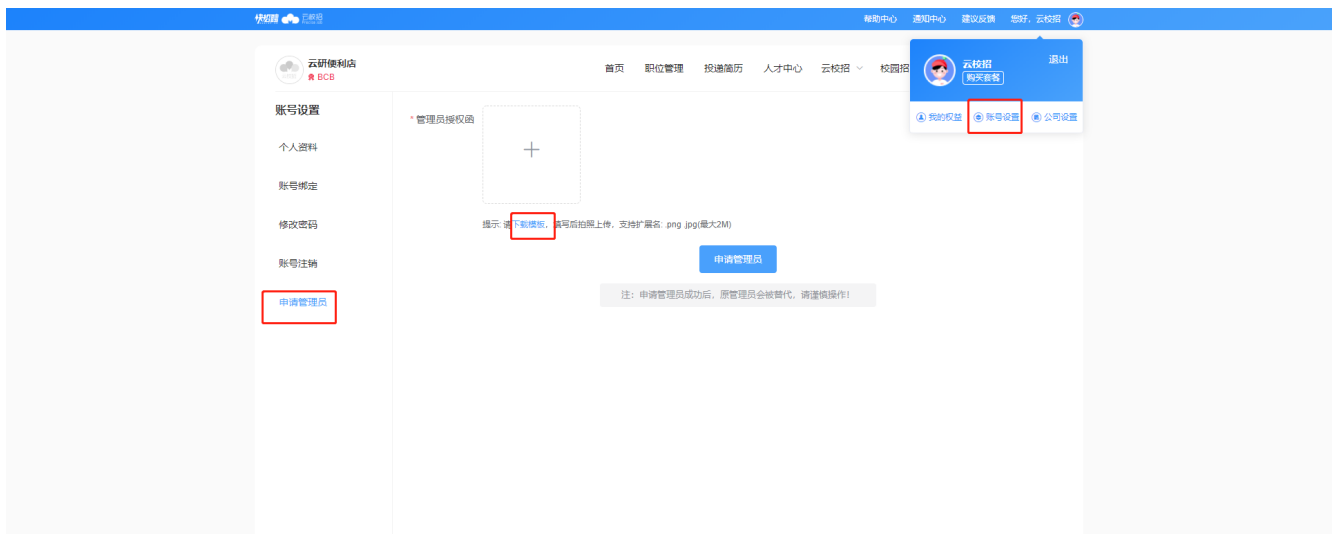 云校招
帮助中心 通知中心 建议反馈 您好，云校招
云研便利店
BCB
首页 职位管理 投递简历 人才中心 云校招 校园招
云校招 退出
购买套餐
我的权益 账号设置 公司设置
账号设置
个人资料
账号绑定
修改密码
账号注销
申请管理员
*管理员授权函
提示: 请下载模板，填写后拍照上传，支持扩展名: .png .jpg(最大2M)
申请管理员
注：申请管理员成功后，原管理员会被替代，请谨慎操作！